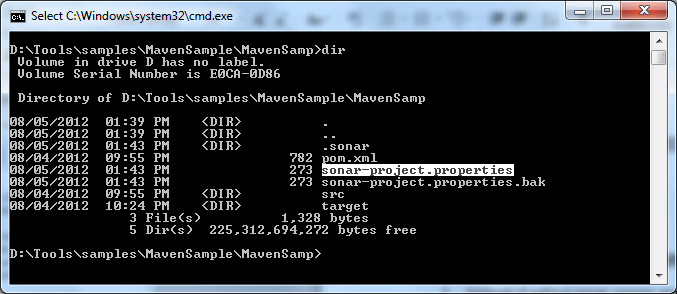 Select C:\Windows\system32\cmd.exe
D:\Tools\samples\MavenSample\MavenSamp>dir
Volume in drive D has no label.
Volume Serial Number is E0CA-0D86
Directory of D:\Tools\samples\MavenSample\MavenSamp
08/05/2012  01:39 PM    <DIR>          .
08/05/2012  01:39 PM    <DIR>          ..
08/05/2012  01:43 PM    <DIR>          .sonar
08/04/2012  09:55 PM               782 pom.xml
08/05/2012  01:43 PM               273 sonar-project.properties
08/05/2012  01:43 PM               273 sonar-project.properties.bak
08/04/2012  09:55 PM    <DIR>          src
08/04/2012  10:24 PM    <DIR>          target
3 File(s)          1,328 bytes
5 Dir(s)  225,312,694,272 bytes free
D:\Tools\samples\MavenSample\MavenSamp>